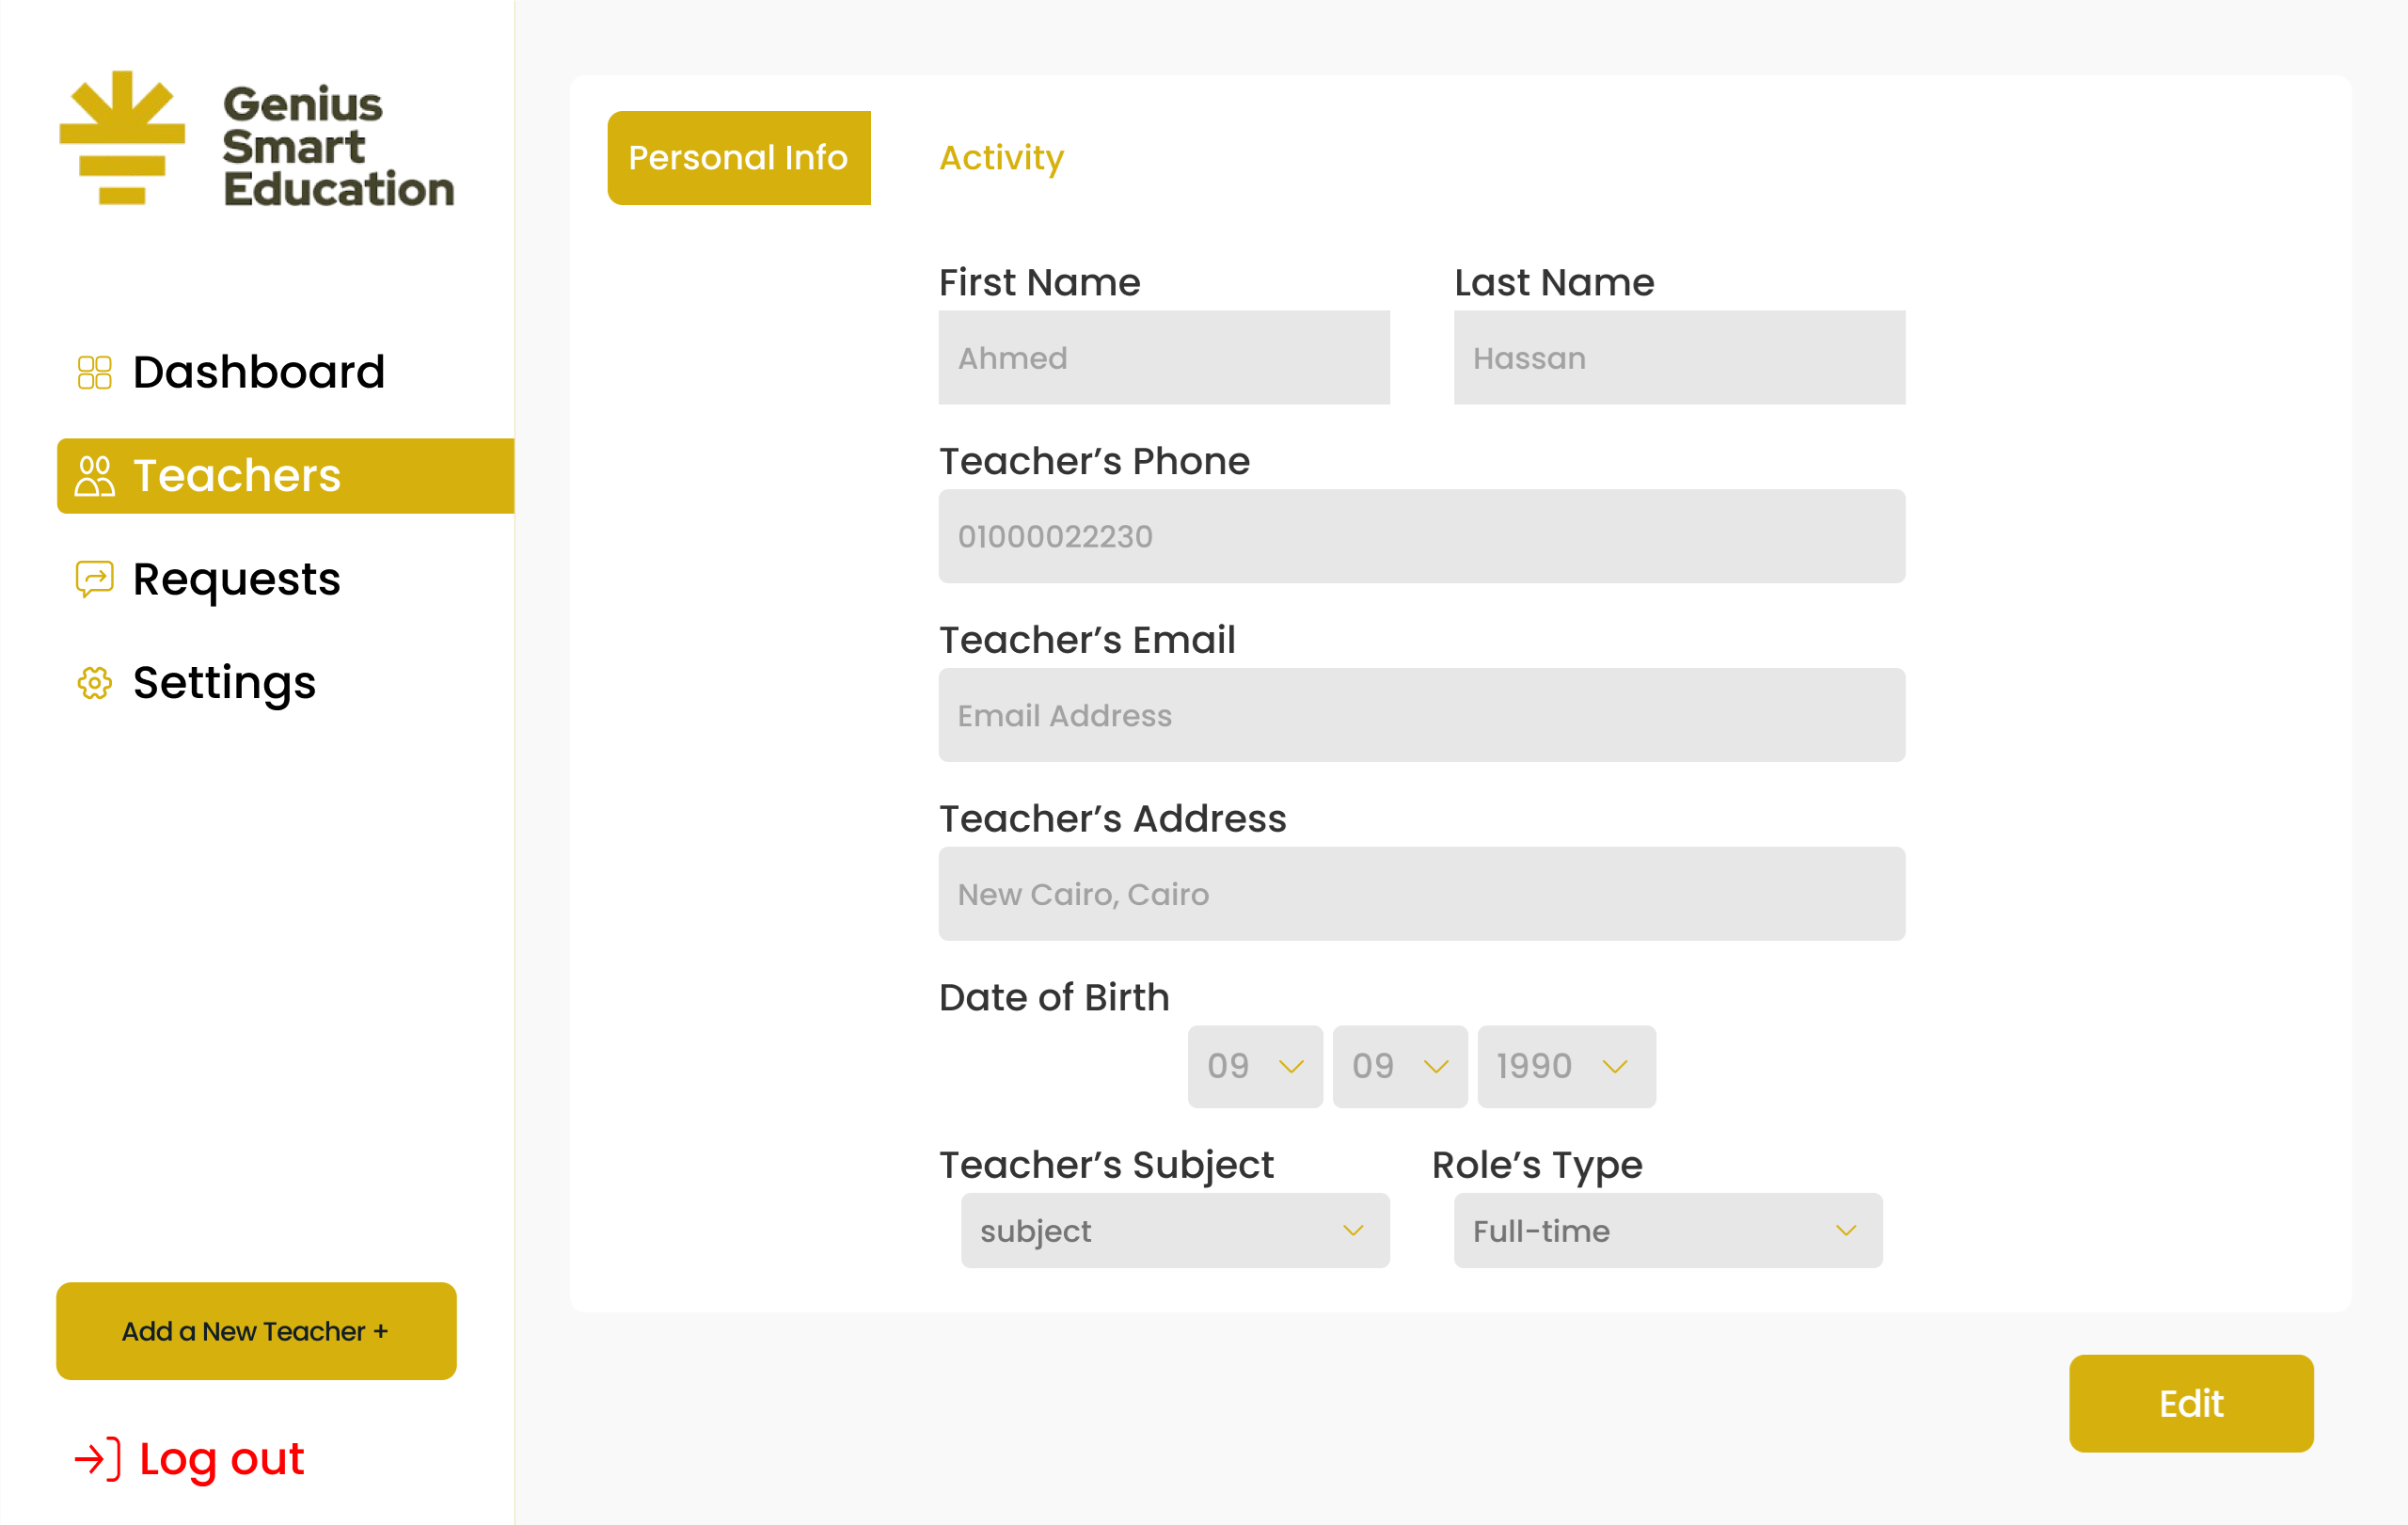 Genius
Smart
Education
Dashboard
Teachers
Requests
Settings
Add a New Teacher +
Log out
Personal Info
Activity
First Name
Last Name
Ahmed
Hassan
Teacher’s Phone
01000022230
Teacher’s Email
Email Address
Teacher’s Address
New Cairo, Cairo
Date of Birth
09
09
1990
Teacher’s Subject
Role’s Type
subject
Full-time
Edit